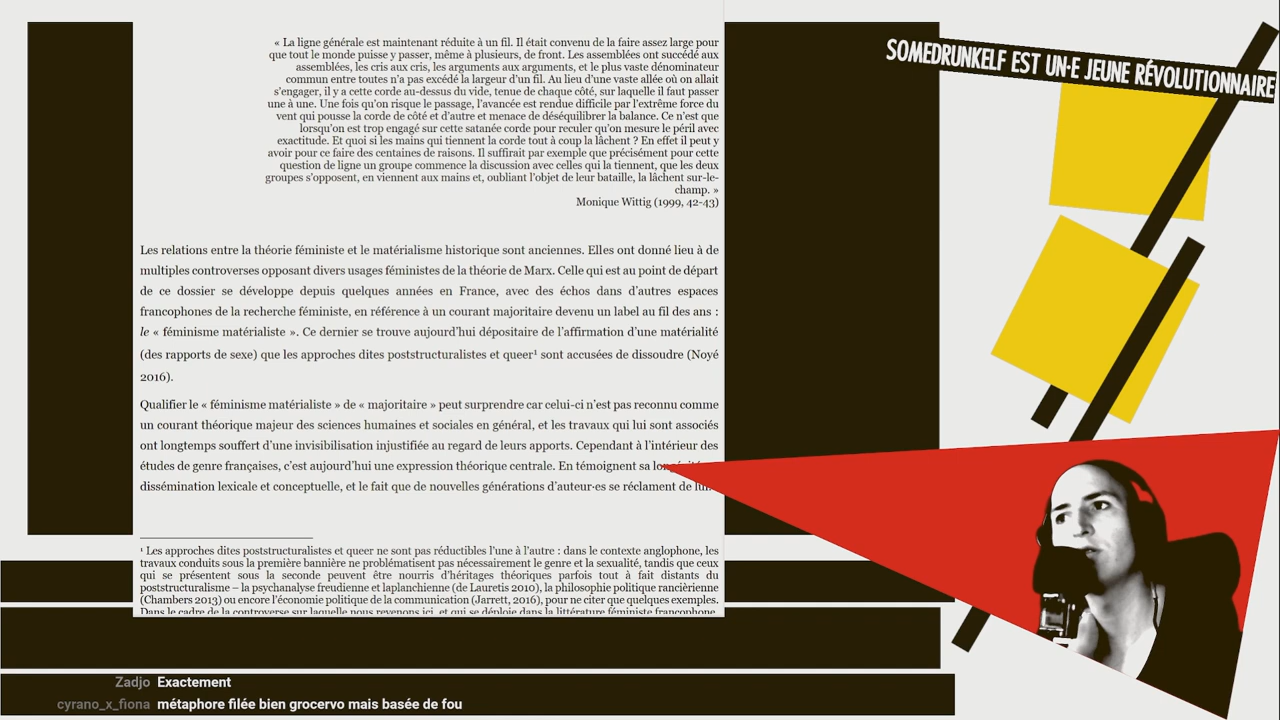 « La ligne générale est maintenant réduite à un fil. Il était convenu de la faire assez large pour
que tout le monde puisse y passer, même à plusieurs, de front. Les assemblées ont succédé aux
assemblées, les cris aux cris, les arguments aux arguments, et le plus vaste dénominateur
commun entre toutes n'a pas excédé la largeur d'un fil. Au lieu d'une vaste allée où on allait
s'engager, il y a cette corde au-dessus du vide, tenue de chaque côté, sur laquelle il faut passer
une à une. Une fois qu'on risque le passage, l'avancée est rendue difficile par l'extrême force du
vent qui pousse la corde de côté et d'autre et menace de déséquilibrer la balance. Ce n'est que
lorsqu'on est trop engagé sur cette satanée corde pour reculer qu'on mesure le péril avec
exactitude. Et quoi si les mains qui tiennent la corde tout à coup la lâchent ? En effet il peut y
avoir pour ce faire des centaines de raisons. Il suffirait par exemple que précisément pour cette
question de ligne un groupe commence la discussion avec celles qui la tiennent, que les deux
groupes s'opposent, en viennent aux mains et, oubliant l'objet de leur bataille, la lâchent sur-le-
champ. »
Monique Wittig (1999, 42-43)
Les relations entre la théorie féministe et le matérialisme historique sont anciennes. Elles ont donné lieu à de
multiples controverses opposant divers usages féministes de la théorie de Marx. Celle qui est au point de départ
de ce dossier se développe depuis quelques années en France, avec des échos dans d'autres espaces
francophones de la recherche féministe, en référence à un courant majoritaire devenu un label au fil des ans :
le « féminisme matérialiste ». Ce dernier se trouve aujourd'hui dépositaire de l'affirmation d'une matérialité
(des rapports de sexe) que les approches dites poststructuralistes et queer¹ sont accusées de dissoudre (Noyé
2016).
Qualifier le « féminisme matérialiste » de « majoritaire » peut surprendre car celui-ci n'est pas reconnu comme
un courant théorique majeur des sciences humaines et sociales en général, et les travaux qui lui sont associés
ont longtemps souffert d'une invisibilisation injustifiée au regard de leurs apports. Cependant à l'intérieur des
études de genre françaises, c'est aujourd'hui une expression théorique centrale. En témoignent sa
dissémination lexicale et conceptuelle, et le fait que de nouvelles générations d'auteur·es se réclament de
¹ Les approches dites poststructuralistes et queer ne sont pas réductibles l'une à l'autre : dans le contexte anglophone, les
travaux conduits sous la première bannière ne problématisent pas nécessairement le genre et la sexualité, tandis que ceux
qui se présentent sous la seconde peuvent être nourris d'héritages théoriques parfois tout à fait distants du
poststructuralisme – la psychanalyse freudienne et laplanchienne (de Lauretis 2010), la philosophie politique rancièrienne
(Chambers 2013) ou encore l'économie politique de la communication (Jarrett, 2016), pour ne citer que quelques exemples.
Dans le cadre de la controverse sur laquelle nous revenons ici, et qui se déploie dans la littérature féministe francophone,
SOMEDRUNKELF EST UN·E JEUNE RÉVOLUTIONNAIRE
Zadjo Exactement
cyrano_x_fiona métaphore filée bien grocervo mais basée de fou